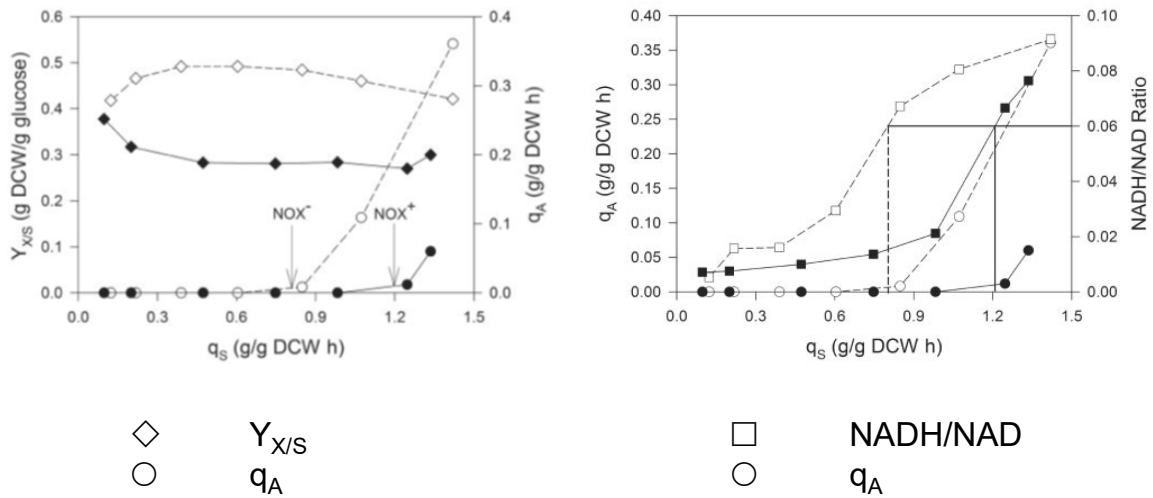 Y_X/S (g DCW/g glucose)
0.6
0.5
0.4
0.3
0.2
0.1
0.0
NOX⁻
NOX⁺
0.4
0.3
0.2
0.1
0.0
q_A (g/g DCW h)
0.0 0.3 0.6 0.9 1.2 1.5
q_S (g/g DCW h)
q_A (g/g DCW h)
0.40
0.35
0.30
0.25
0.20
0.15
0.10
0.05
0.00
0.10
0.08
0.06
0.04
0.02
0.00
NADH/NAD Ratio
0.0 0.3 0.6 0.9 1.2 1.5
q_S (g/g DCW h)
Y_X/S
q_A
NADH/NAD
q_A